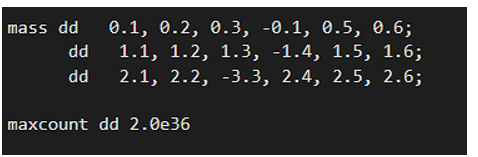 mass dd 0.1, 0.2, 0.3, -0.1, 0.5, 0.6;
dd 1.1, 1.2, 1.3, -1.4, 1.5, 1.6;
dd 2.1, 2.2, -3.3, 2.4, 2.5, 2.6;
maxcount dd 2.0e36